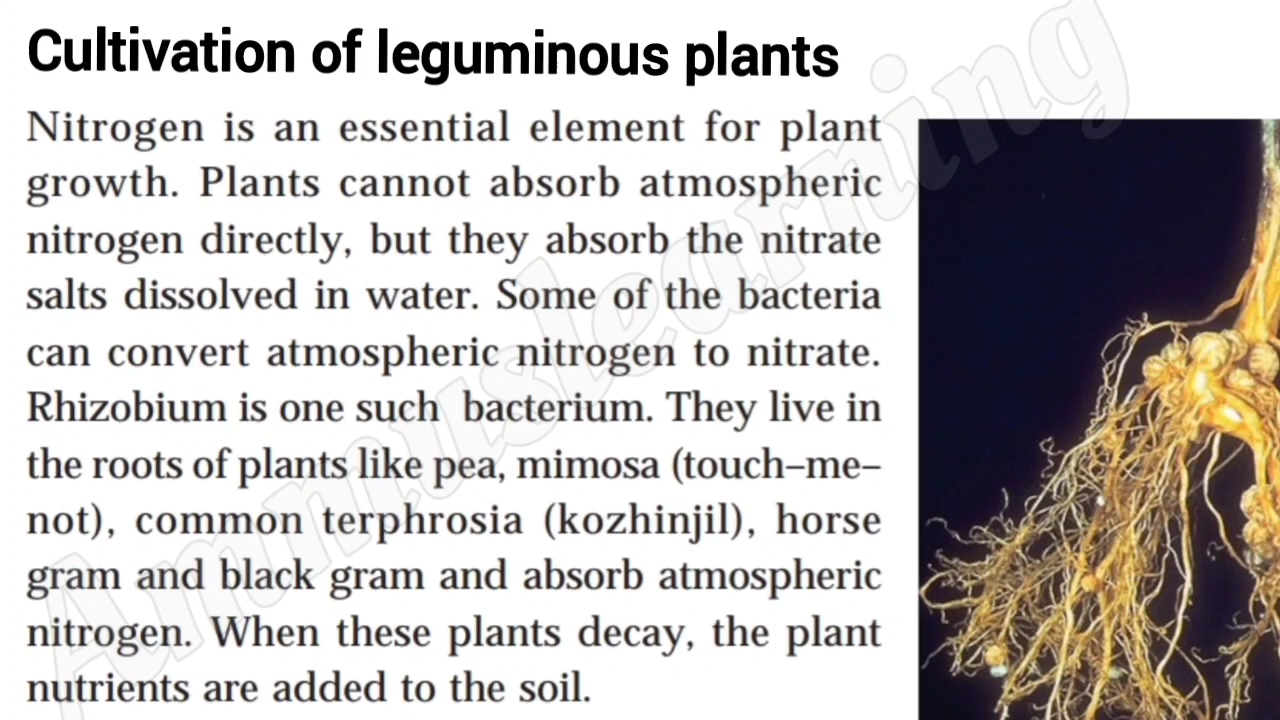 Cultivation of leguminous plants
Nitrogen is an essential element for plant
growth. Plants cannot absorb atmospheric
nitrogen directly, but they absorb the nitrate
salts dissolved in water. Some of the bacteria
can convert atmospheric nitrogen to nitrate.
Rhizobium is one such bacterium. They live in
the roots of plants like pea, mimosa (touch–me–
not), common terphrosia (kozhinjil), horse
gram and black gram and absorb atmospheric
nitrogen. When these plants decay, the plant
nutrients are added to the soil.
Ammuslearning